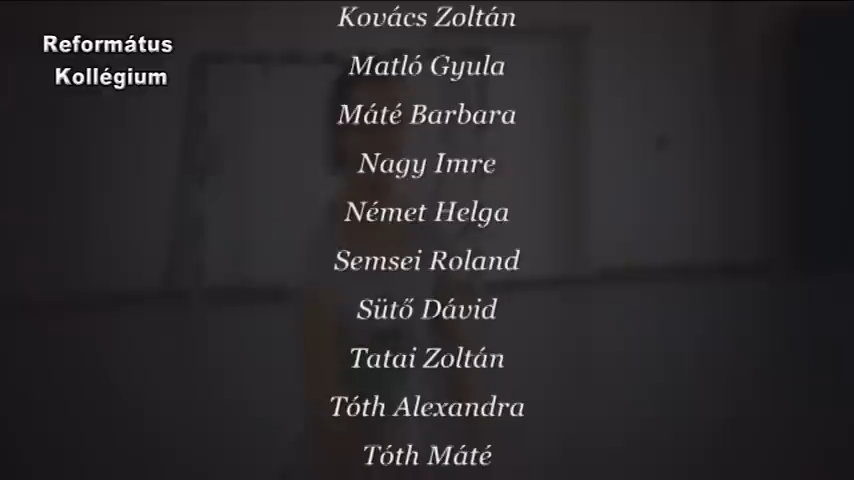 Református
Kollégium
Kovács Zoltán
Matló Gyula
Máté Barbara
Nagy Imre
Német Helga
Semsei Roland
Sütő Dávid
Tatai Zoltán
Tóth Alexandra
Tóth Máté